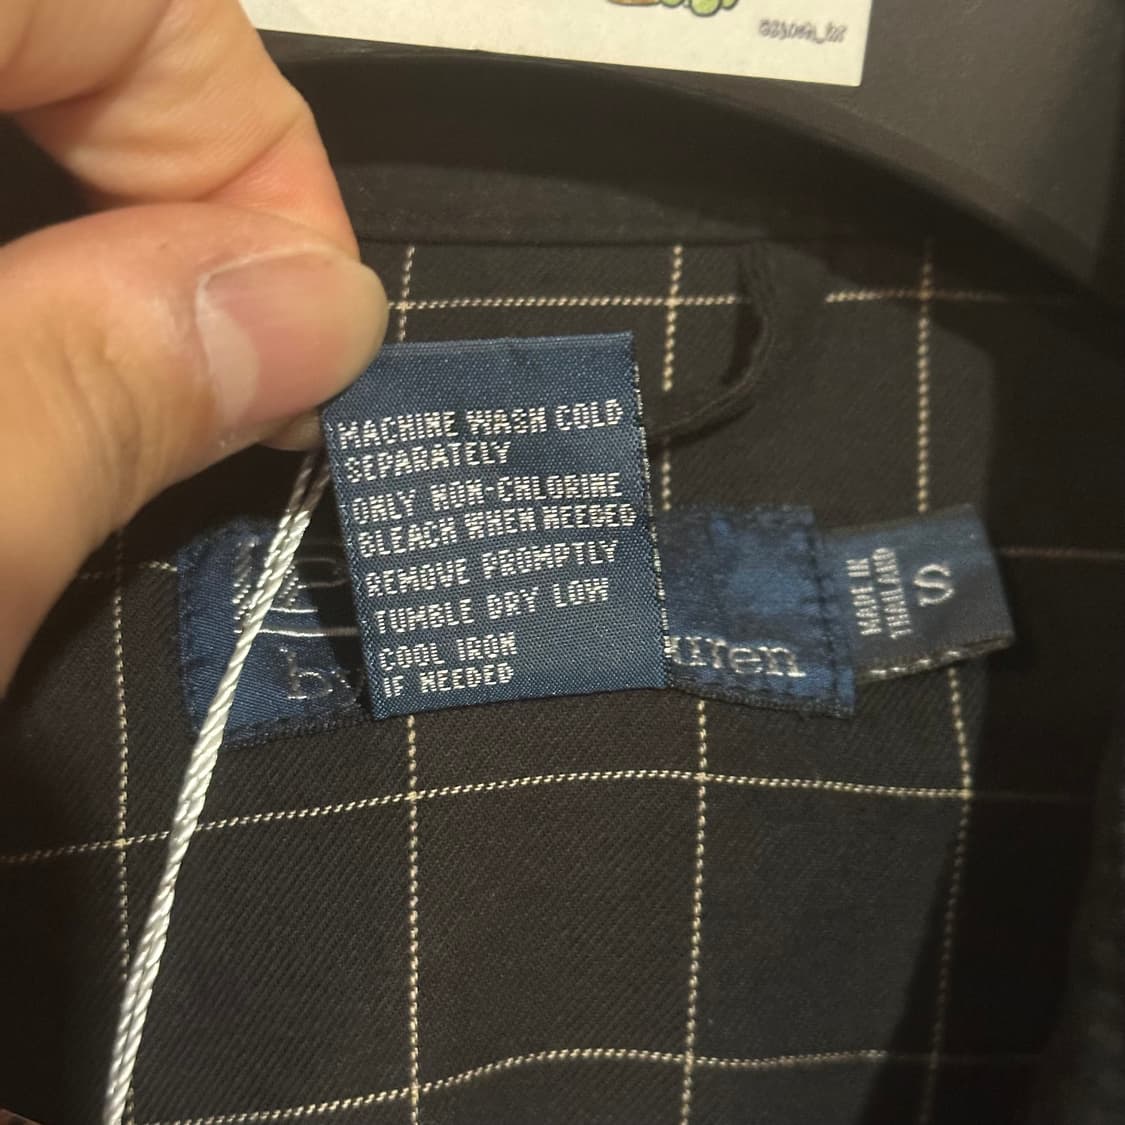 MACHINE WASH COLD
SEPARATELY
ONLY NON-CHLORINE
BLEACH WHEN NEEDED
REMOVE PROMPTLY
TUMBLE DRY LOW
COOL IRON
IF NEEDED
by
MADE IN
THAILAND
S